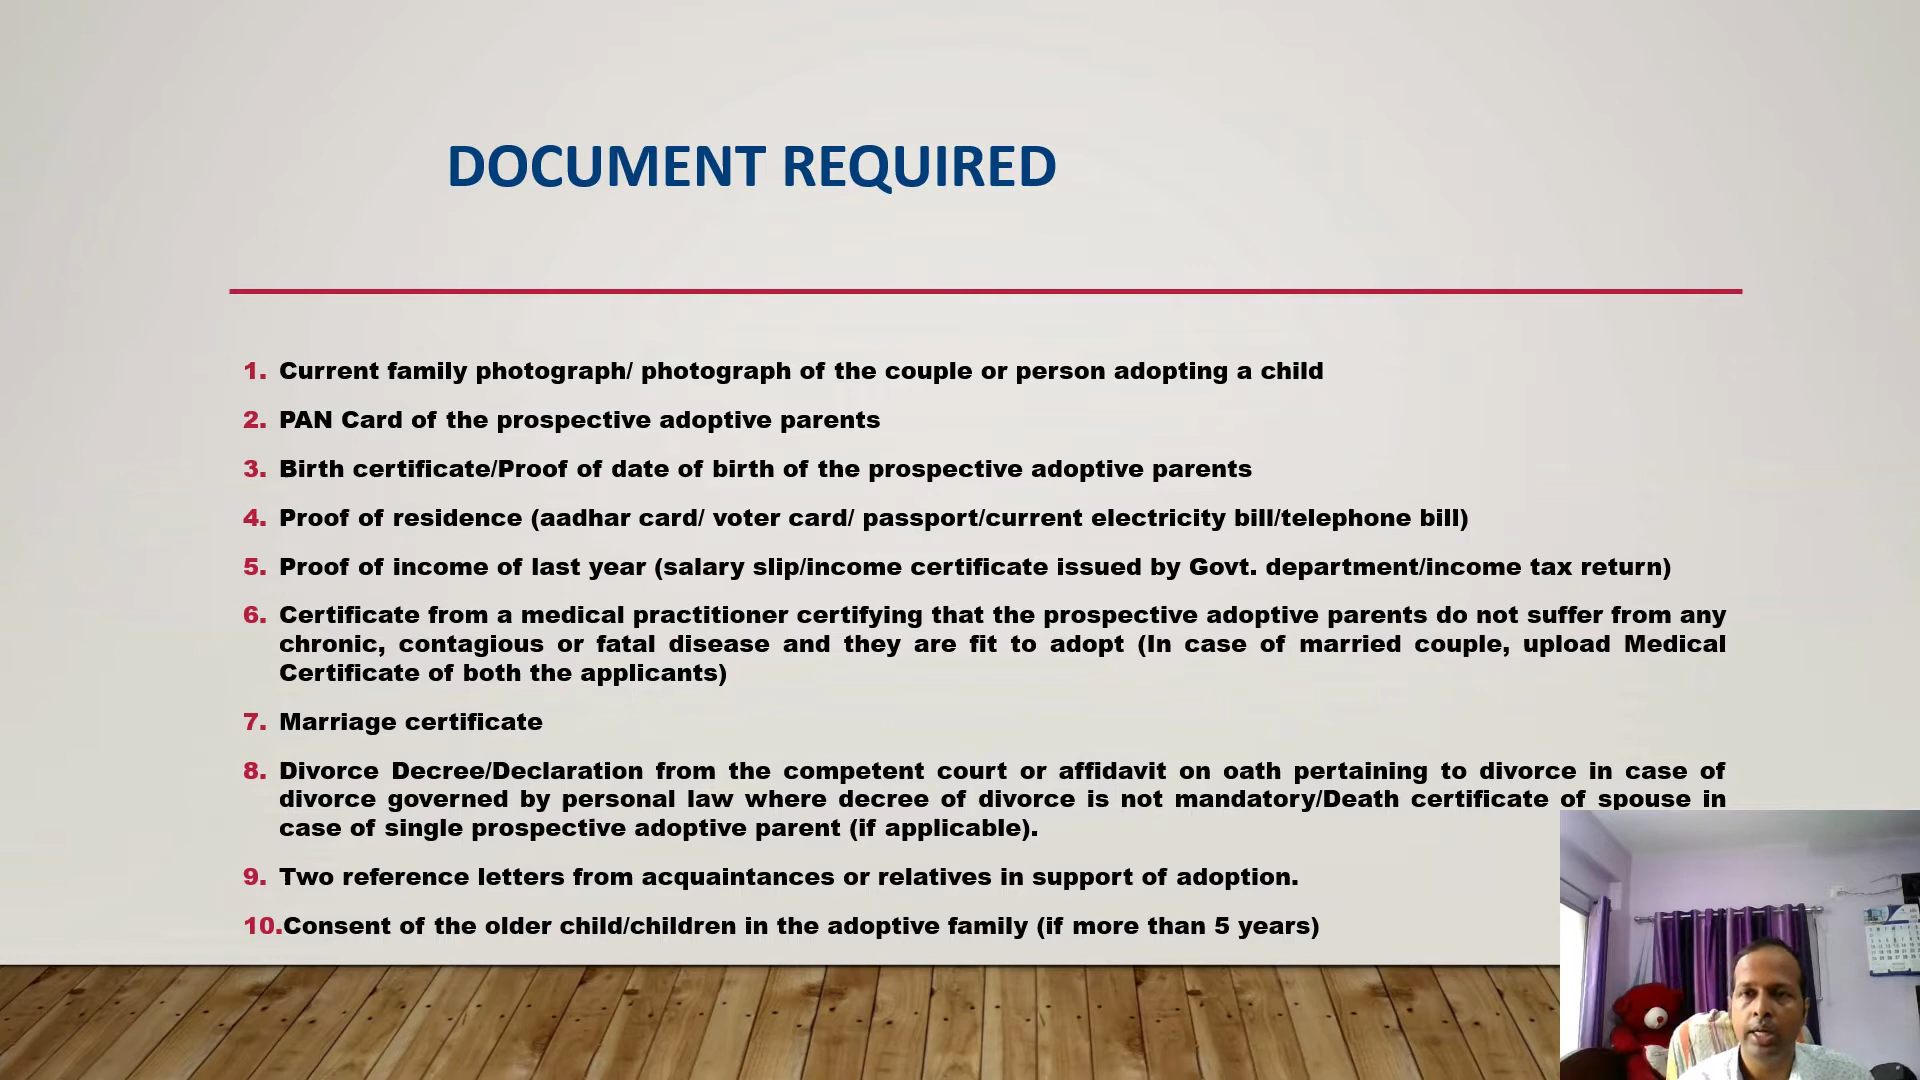 DOCUMENT REQUIRED
1. Current family photograph/ photograph of the couple or person adopting a child
2. PAN Card of the prospective adoptive parents
3. Birth certificate/Proof of date of birth of the prospective adoptive parents
4. Proof of residence (aadhar card/ voter card/ passport/current electricity bill/telephone bill)
5. Proof of income of last year (salary slip/income certificate issued by Govt. department/income tax return)
6. Certificate from a medical practitioner certifying that the prospective adoptive parents do not suffer from any
chronic, contagious or fatal disease and they are fit to adopt (In case of married couple, upload Medical
Certificate of both the applicants)
7. Marriage certificate
8. Divorce Decree/Declaration from the competent court or affidavit on oath pertaining to divorce in case of
divorce governed by personal law where decree of divorce is not mandatory/Death certificate of spouse in
case of single prospective adoptive parent (if applicable).
9. Two reference letters from acquaintances or relatives in support of adoption.
10.Consent of the older child/children in the adoptive family (if more than 5 years)